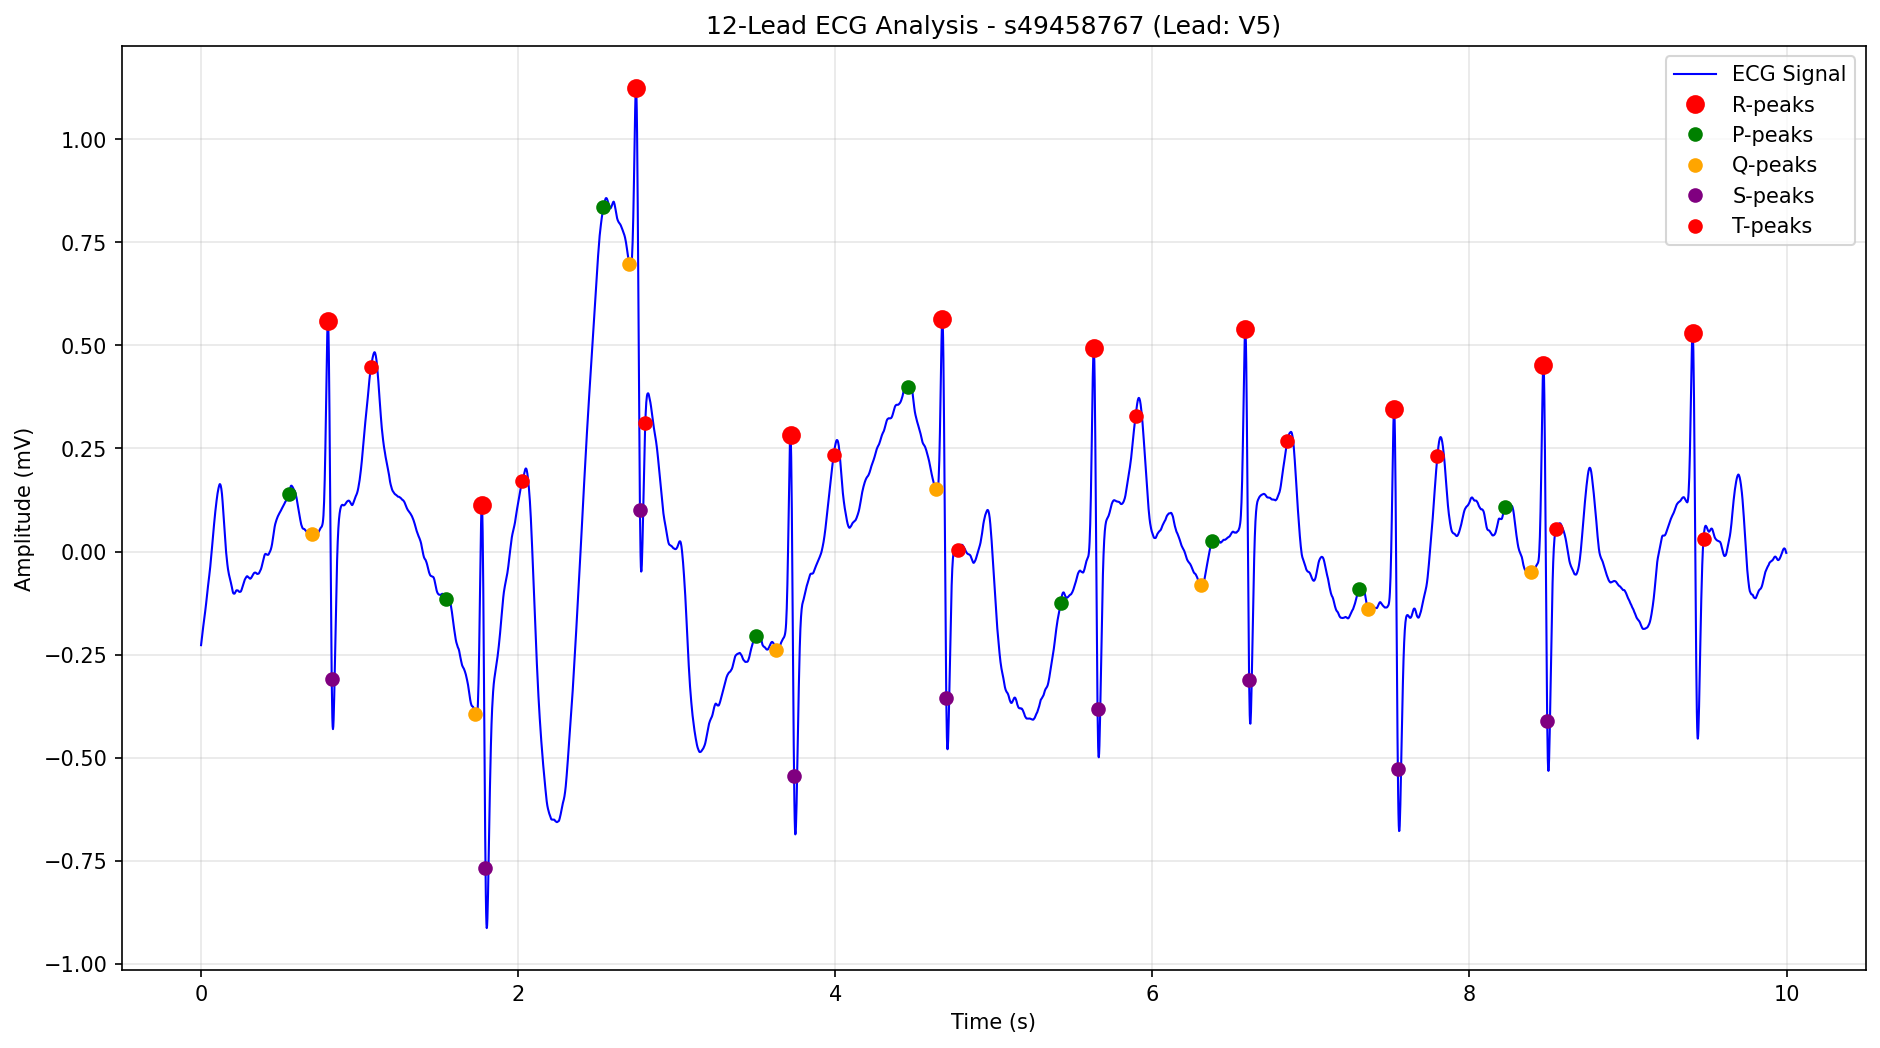 12-Lead ECG Analysis - s49458767 (Lead: V5)
ECG Signal
R-peaks
P-peaks
Q-peaks
S-peaks
T-peaks
Amplitude (mV)
1.00
0.75
0.50
0.25
0.00
−0.25
−0.50
−0.75
−1.00
0 2 4 6 8 10
Time (s)